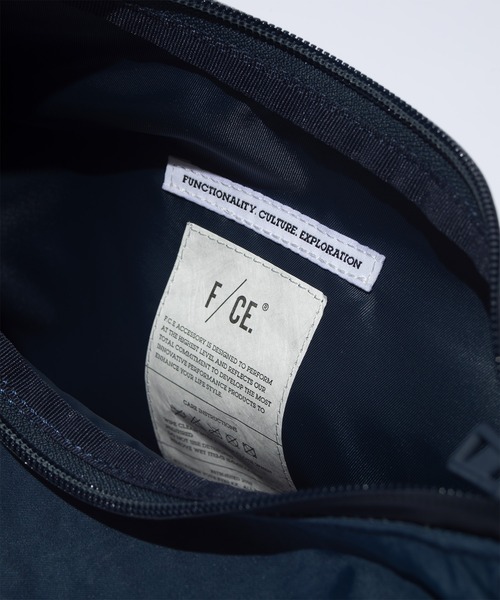 FUNCTIONALITY. CULTURE. EXPLORATION
F/CE.®
F.C.E ACCESSORY IS DESIGNED TO PERFORM
AT THE HIGHEST LEVEL AND REFLECTS OUR
TOTAL COMMITMENT TO DEVELOP THE MOST
INNOVATIVE PERFORMANCE PRODUCTS TO
ENHANCE YOUR LIFE STYLE.
CARE INSTRUCTIONS